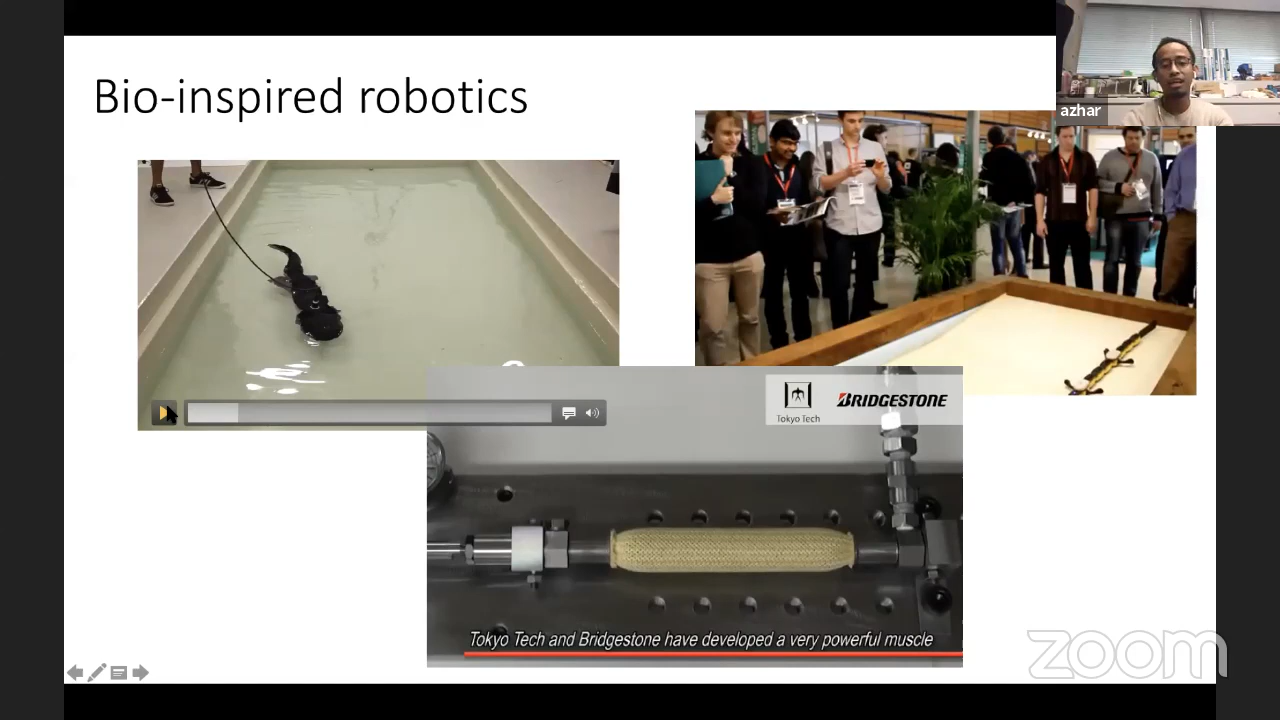 Bio-inspired robotics
azhar
Tokyo Tech
BRIDGESTONE
Tokyo Tech and Bridgestone have developed a very powerful muscle
zoom